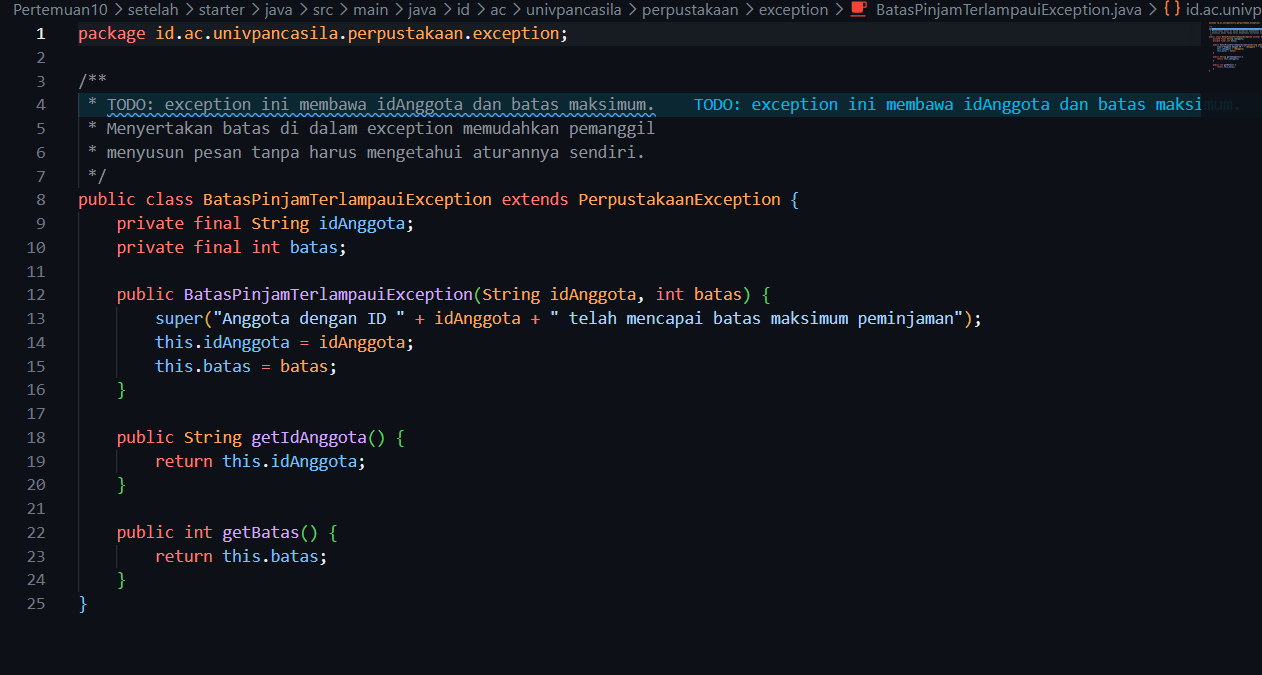 Pertemuan10 > setelah > starter > java > src > main > java > id > ac > univpancasila > perpustakaan > exception > BatasPinjamTerlampauiException.java > {} id.ac.univp
1 package id.ac.univpancasila.perpustakaan.exception;
2
3 /**
4 * TODO: exception ini membawa idAnggota dan batas maksimum. TODO: exception ini membawa idAnggota dan batas maksimum.
5 * Menyertakan batas di dalam exception memudahkan pemanggil
6 * menyusun pesan tanpa harus mengetahui aturannya sendiri.
7 */
8 public class BatasPinjamTerlampauiException extends PerpustakaanException {
9 private final String idAnggota;
10 private final int batas;
11
12 public BatasPinjamTerlampauiException(String idAnggota, int batas) {
13 super("Anggota dengan ID " + idAnggota + " telah mencapai batas maksimum peminjaman");
14 this.idAnggota = idAnggota;
15 this.batas = batas;
16 }
17
18 public String getIdAnggota() {
19 return this.idAnggota;
20 }
21
22 public int getBatas() {
23 return this.batas;
24 }
25 }